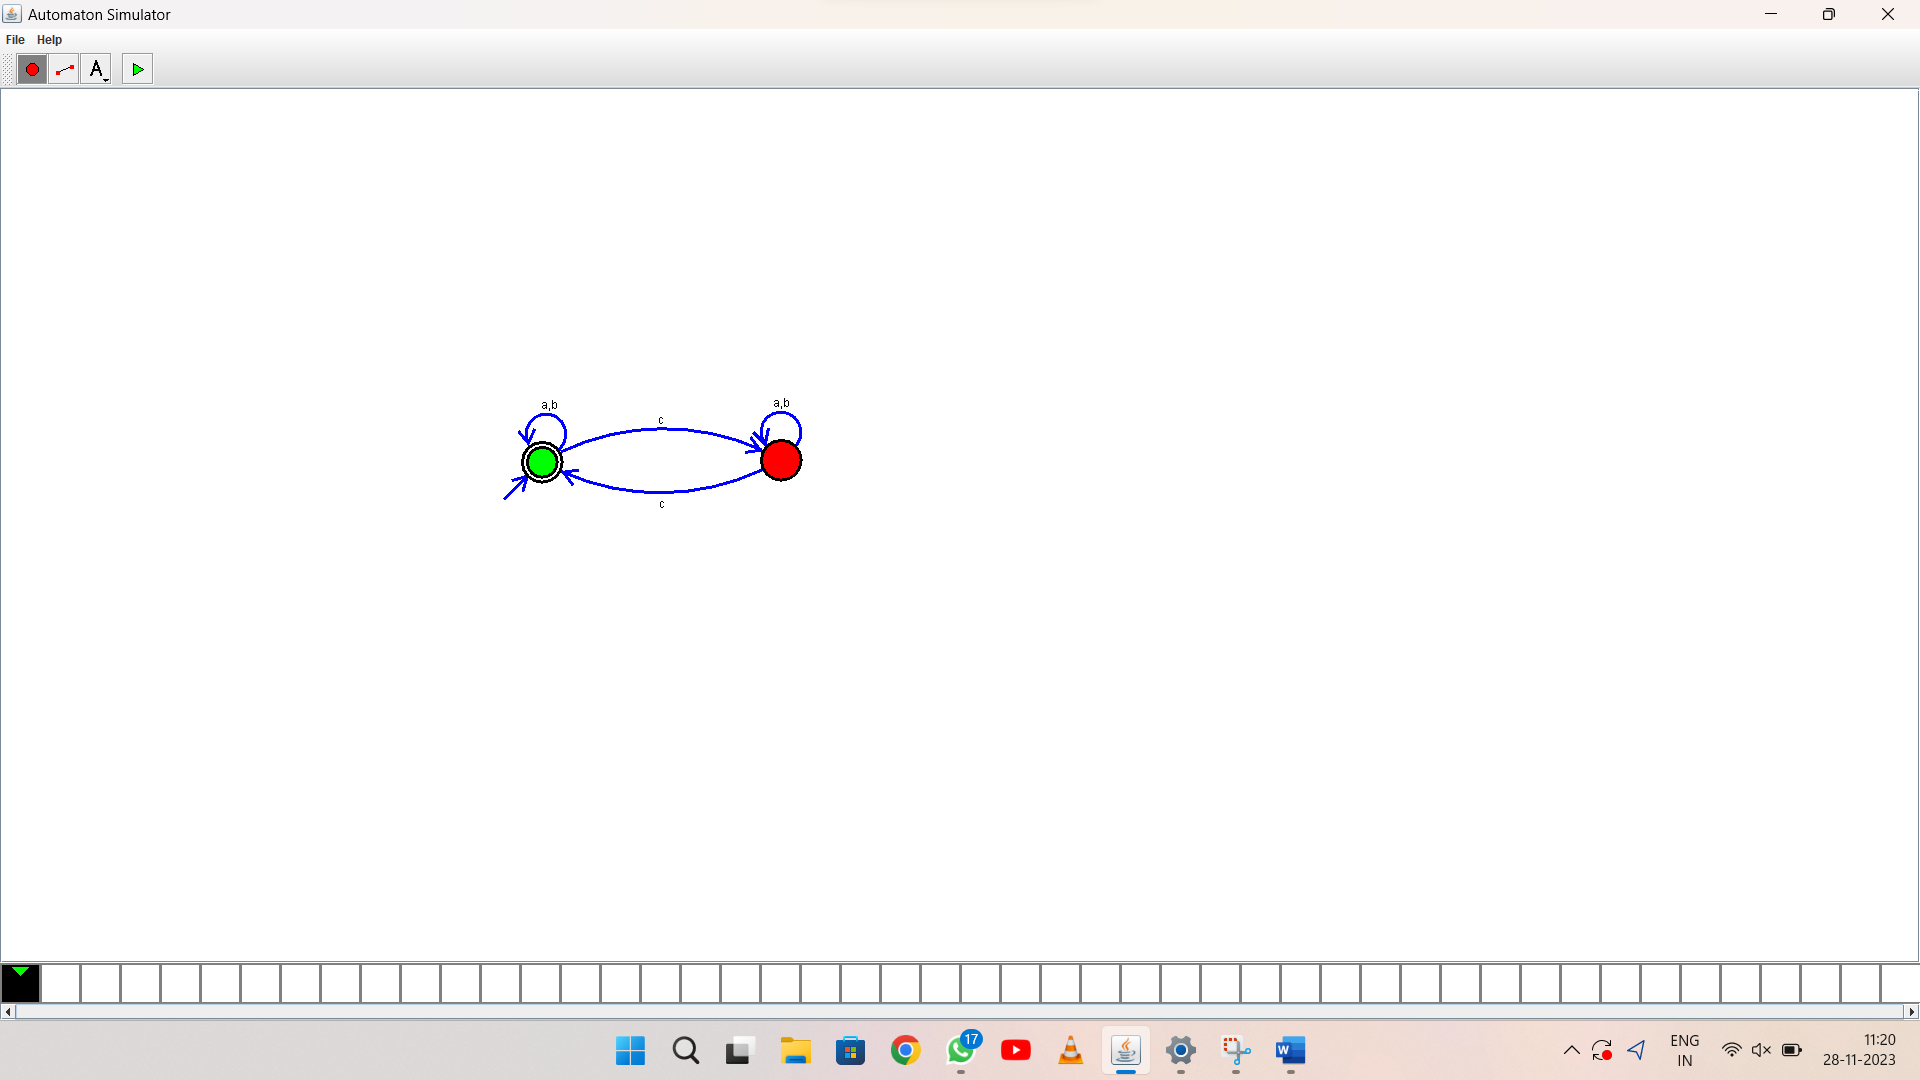 Automaton Simulator
File Help
A
a,b
a,b
c
c
17
ENG
IN
11:20
28-11-2023
W